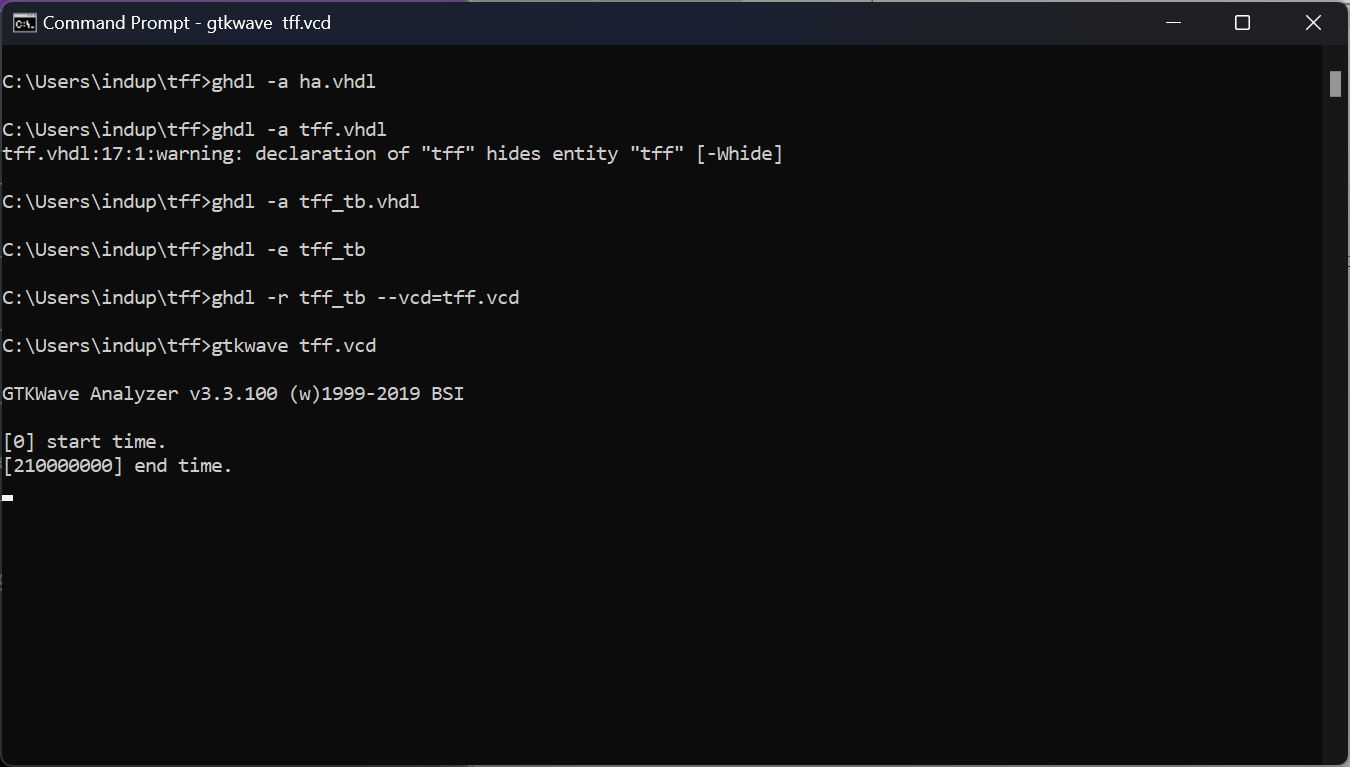 Command Prompt - gtkwave  tff.vcd
C:\Users\indup\tff>ghdl -a ha.vhdl
C:\Users\indup\tff>ghdl -a tff.vhdl
tff.vhdl:17:1:warning: declaration of "tff" hides entity "tff" [-Whide]
C:\Users\indup\tff>ghdl -a tff_tb.vhdl
C:\Users\indup\tff>ghdl -e tff_tb
C:\Users\indup\tff>ghdl -r tff_tb --vcd=tff.vcd
C:\Users\indup\tff>gtkwave tff.vcd
GTKWave Analyzer v3.3.100 (w)1999-2019 BSI
[0] start time.
[210000000] end time.